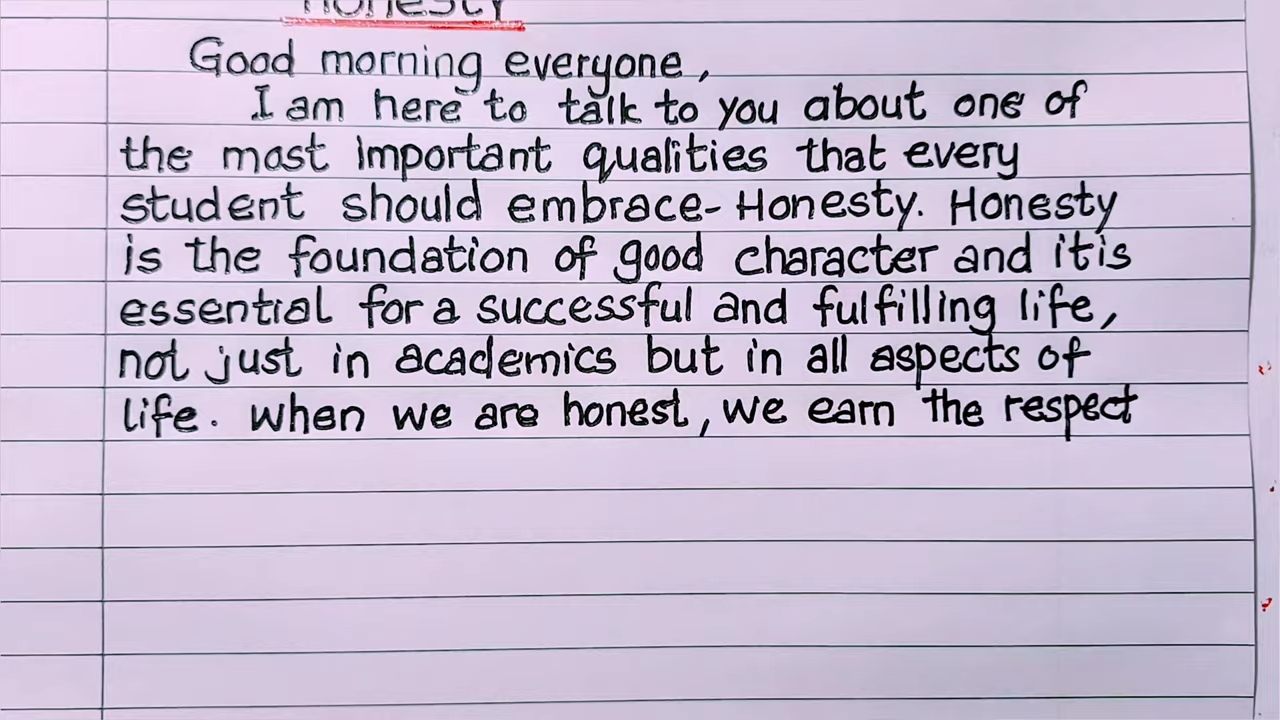 Honesty
Good morning everyone,
I am here to talk to you about one of
the most important qualities that every
student should embrace- Honesty. Honesty
is the foundation of good character and itis
essential for a successful and fulfilling life,
not just in academics but in all aspects of
life. When we are honest, we earn the respect